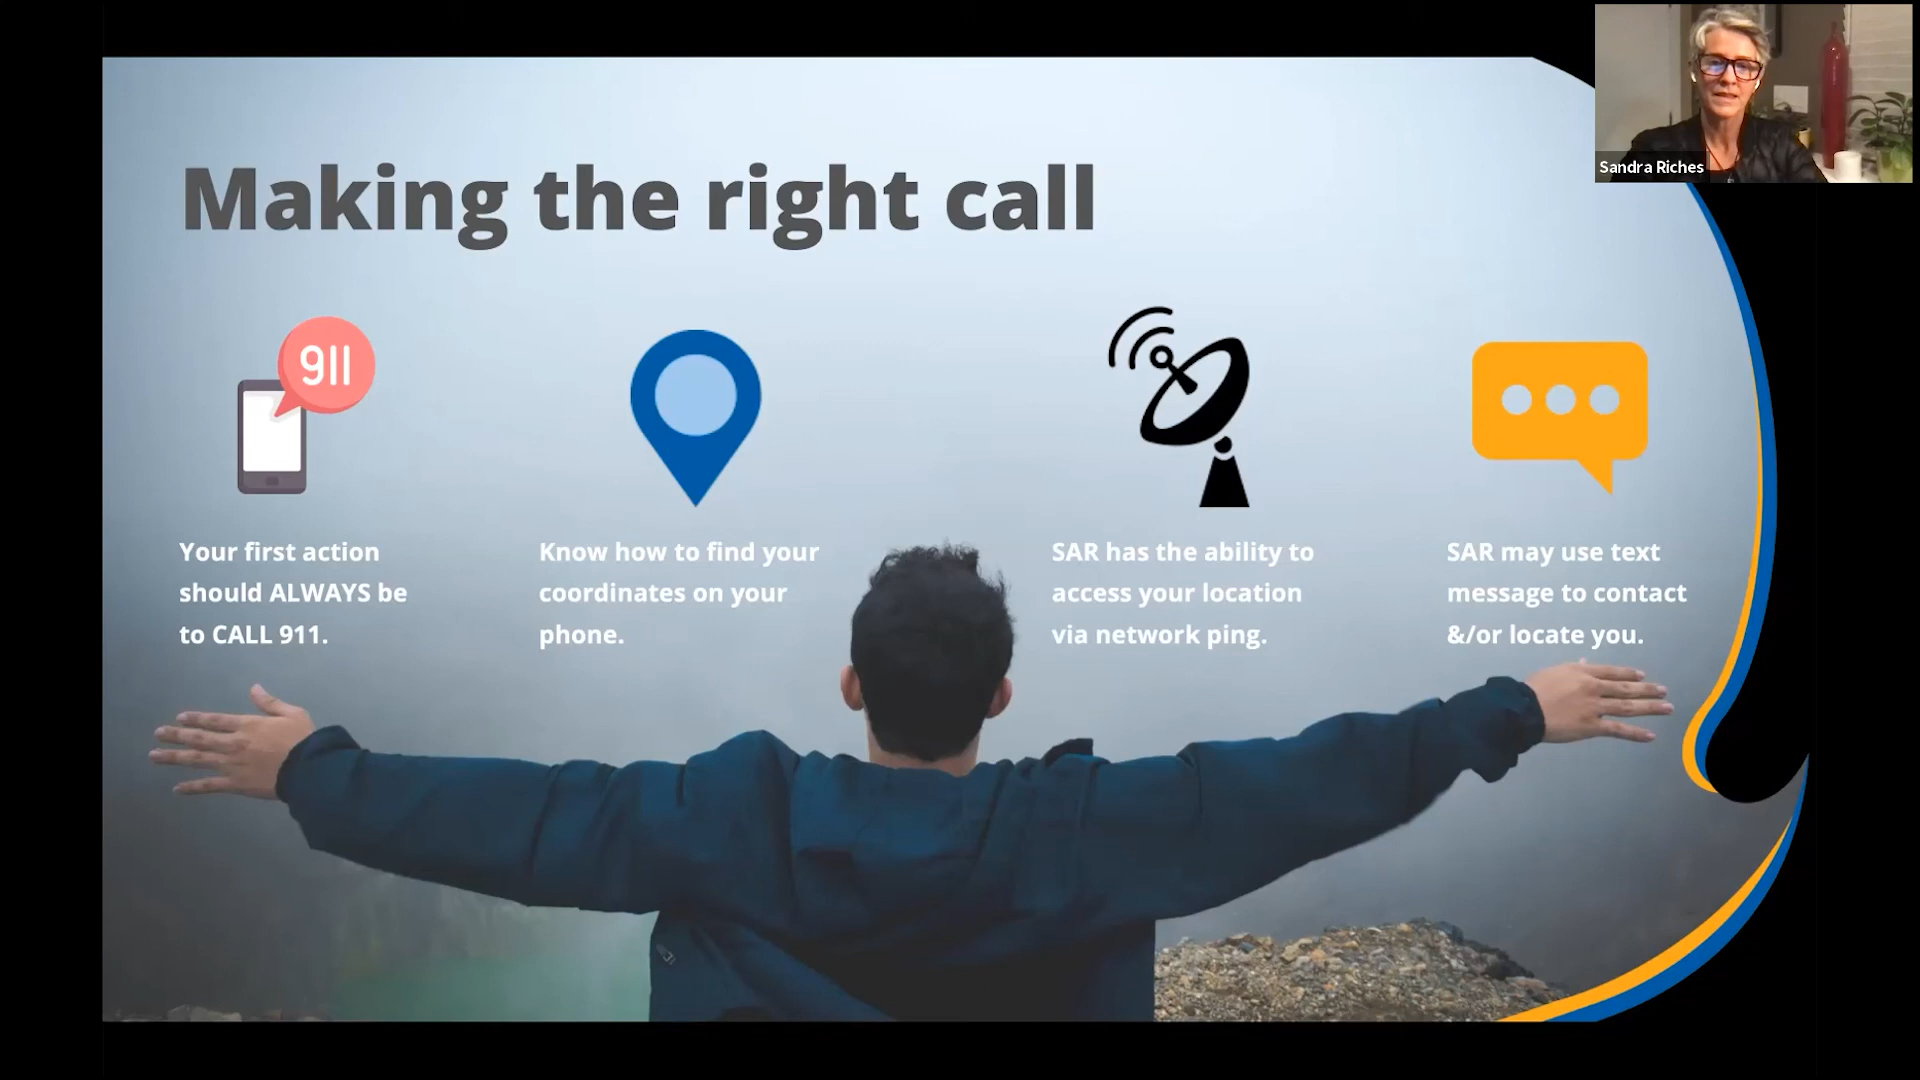 Sandra Riches
Making the right call
911
Your first action
should ALWAYS be
to CALL 911.
Know how to find your
coordinates on your
phone.
SAR has the ability to
access your location
via network ping.
SAR may use text
message to contact
&/or locate you.